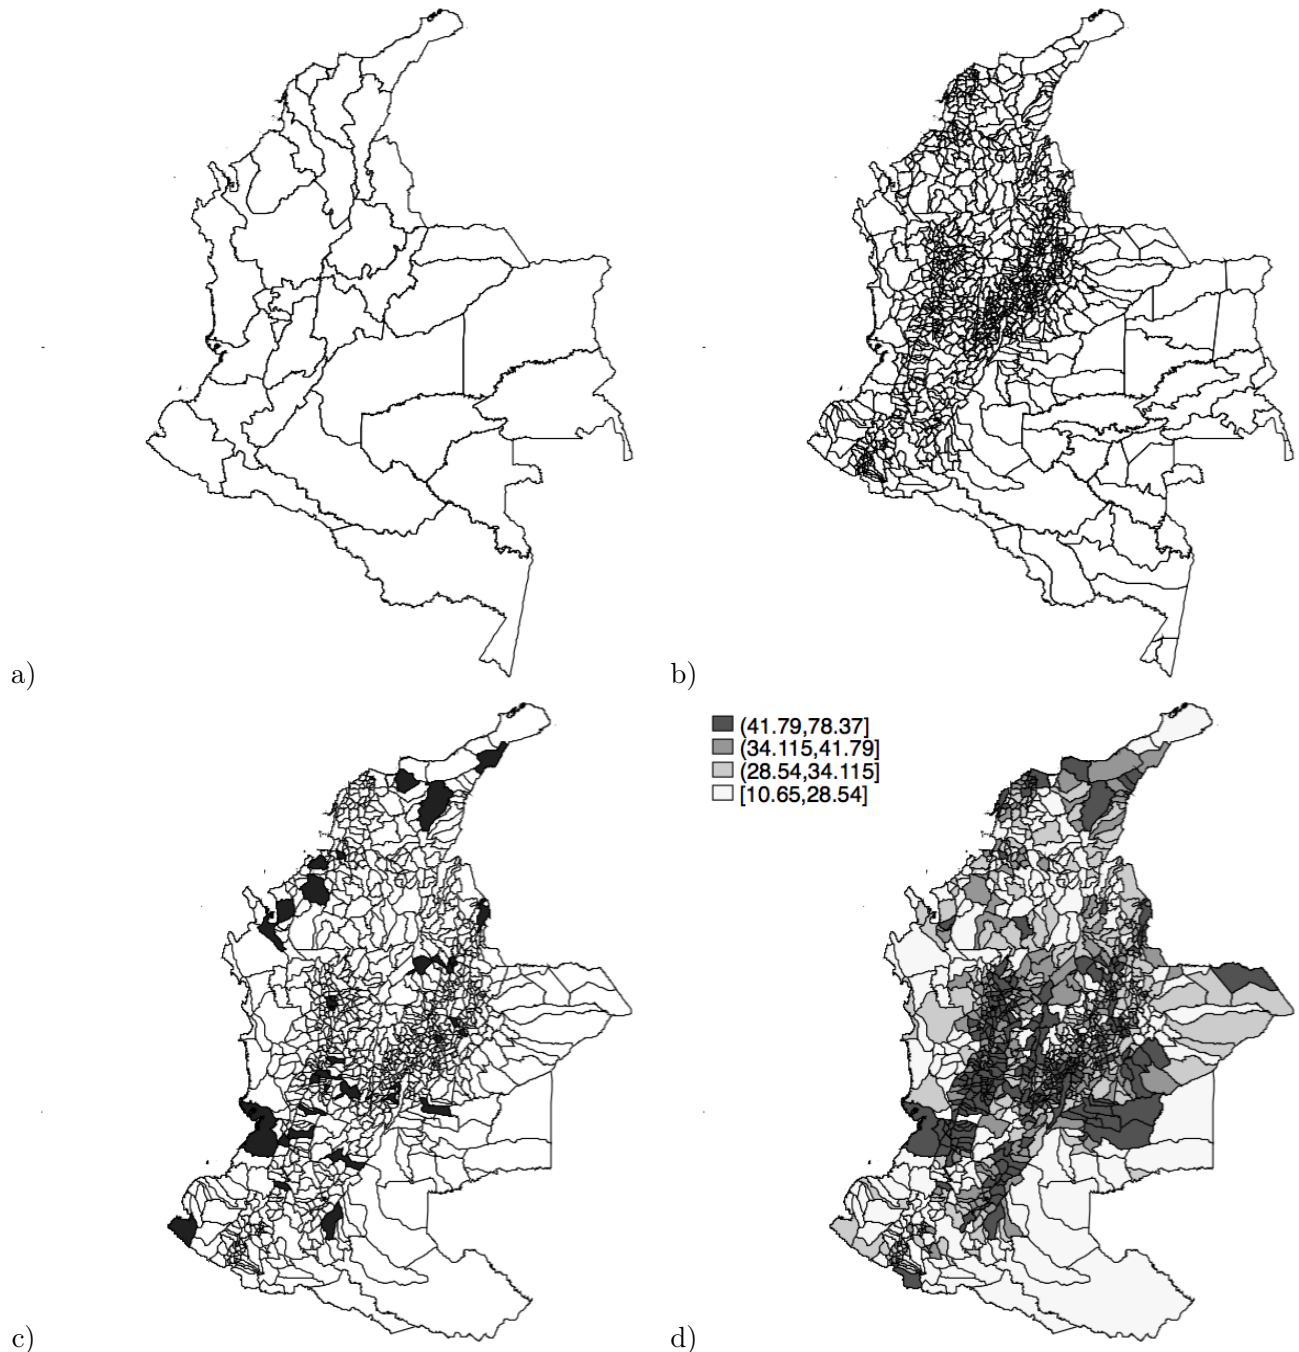 a)
b)
(41.79,78.37]
(34.115,41.79]
(28.54,34.115]
[10.65,28.54]
c)
d)